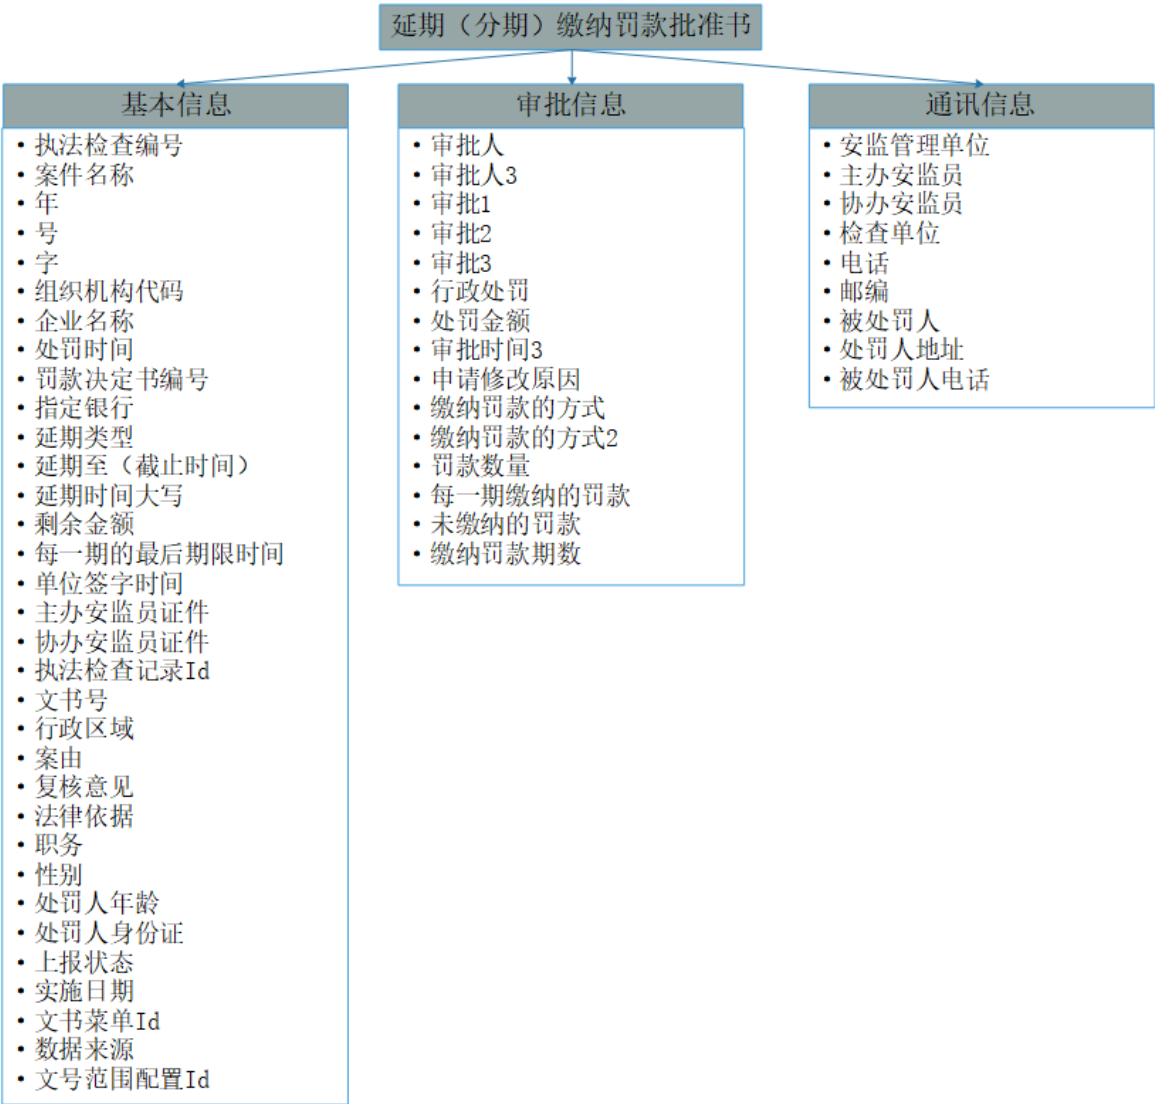 延期（分期）缴纳罚款批准书
基本信息
• 执法检查编号
• 案件名称
• 年
• 号
• 字
• 组织机构代码
• 企业名称
• 处罚时间
• 罚款决定书编号
• 指定银行
• 延期类型
• 延期至（截止时间）
• 延期时间大写
• 剩余金额
• 每一期的最后期限时间
• 单位签字时间
• 主办安监员证件
• 协办安监员证件
• 执法检查记录Id
• 文书号
• 行政区域
• 案由
• 复核意见
• 法律依据
• 职务
• 性别
• 处罚人年龄
• 处罚人身份证
• 上报状态
• 实施日期
• 文书菜单Id
• 数据来源
• 文号范围配置Id
审批信息
• 审批人
• 审批人3
• 审批1
• 审批2
• 审批3
• 行政处罚
• 处罚金额
• 审批时间3
• 申请修改原因
• 缴纳罚款的方式
• 缴纳罚款的方式2
• 罚款数量
• 每一期缴纳的罚款
• 未缴纳的罚款
• 缴纳罚款期数
通讯信息
• 安监管理单位
• 主办安监员
• 协办安监员
• 检查单位
• 电话
• 邮编
• 被处罚人
• 处罚人地址
• 被处罚人电话